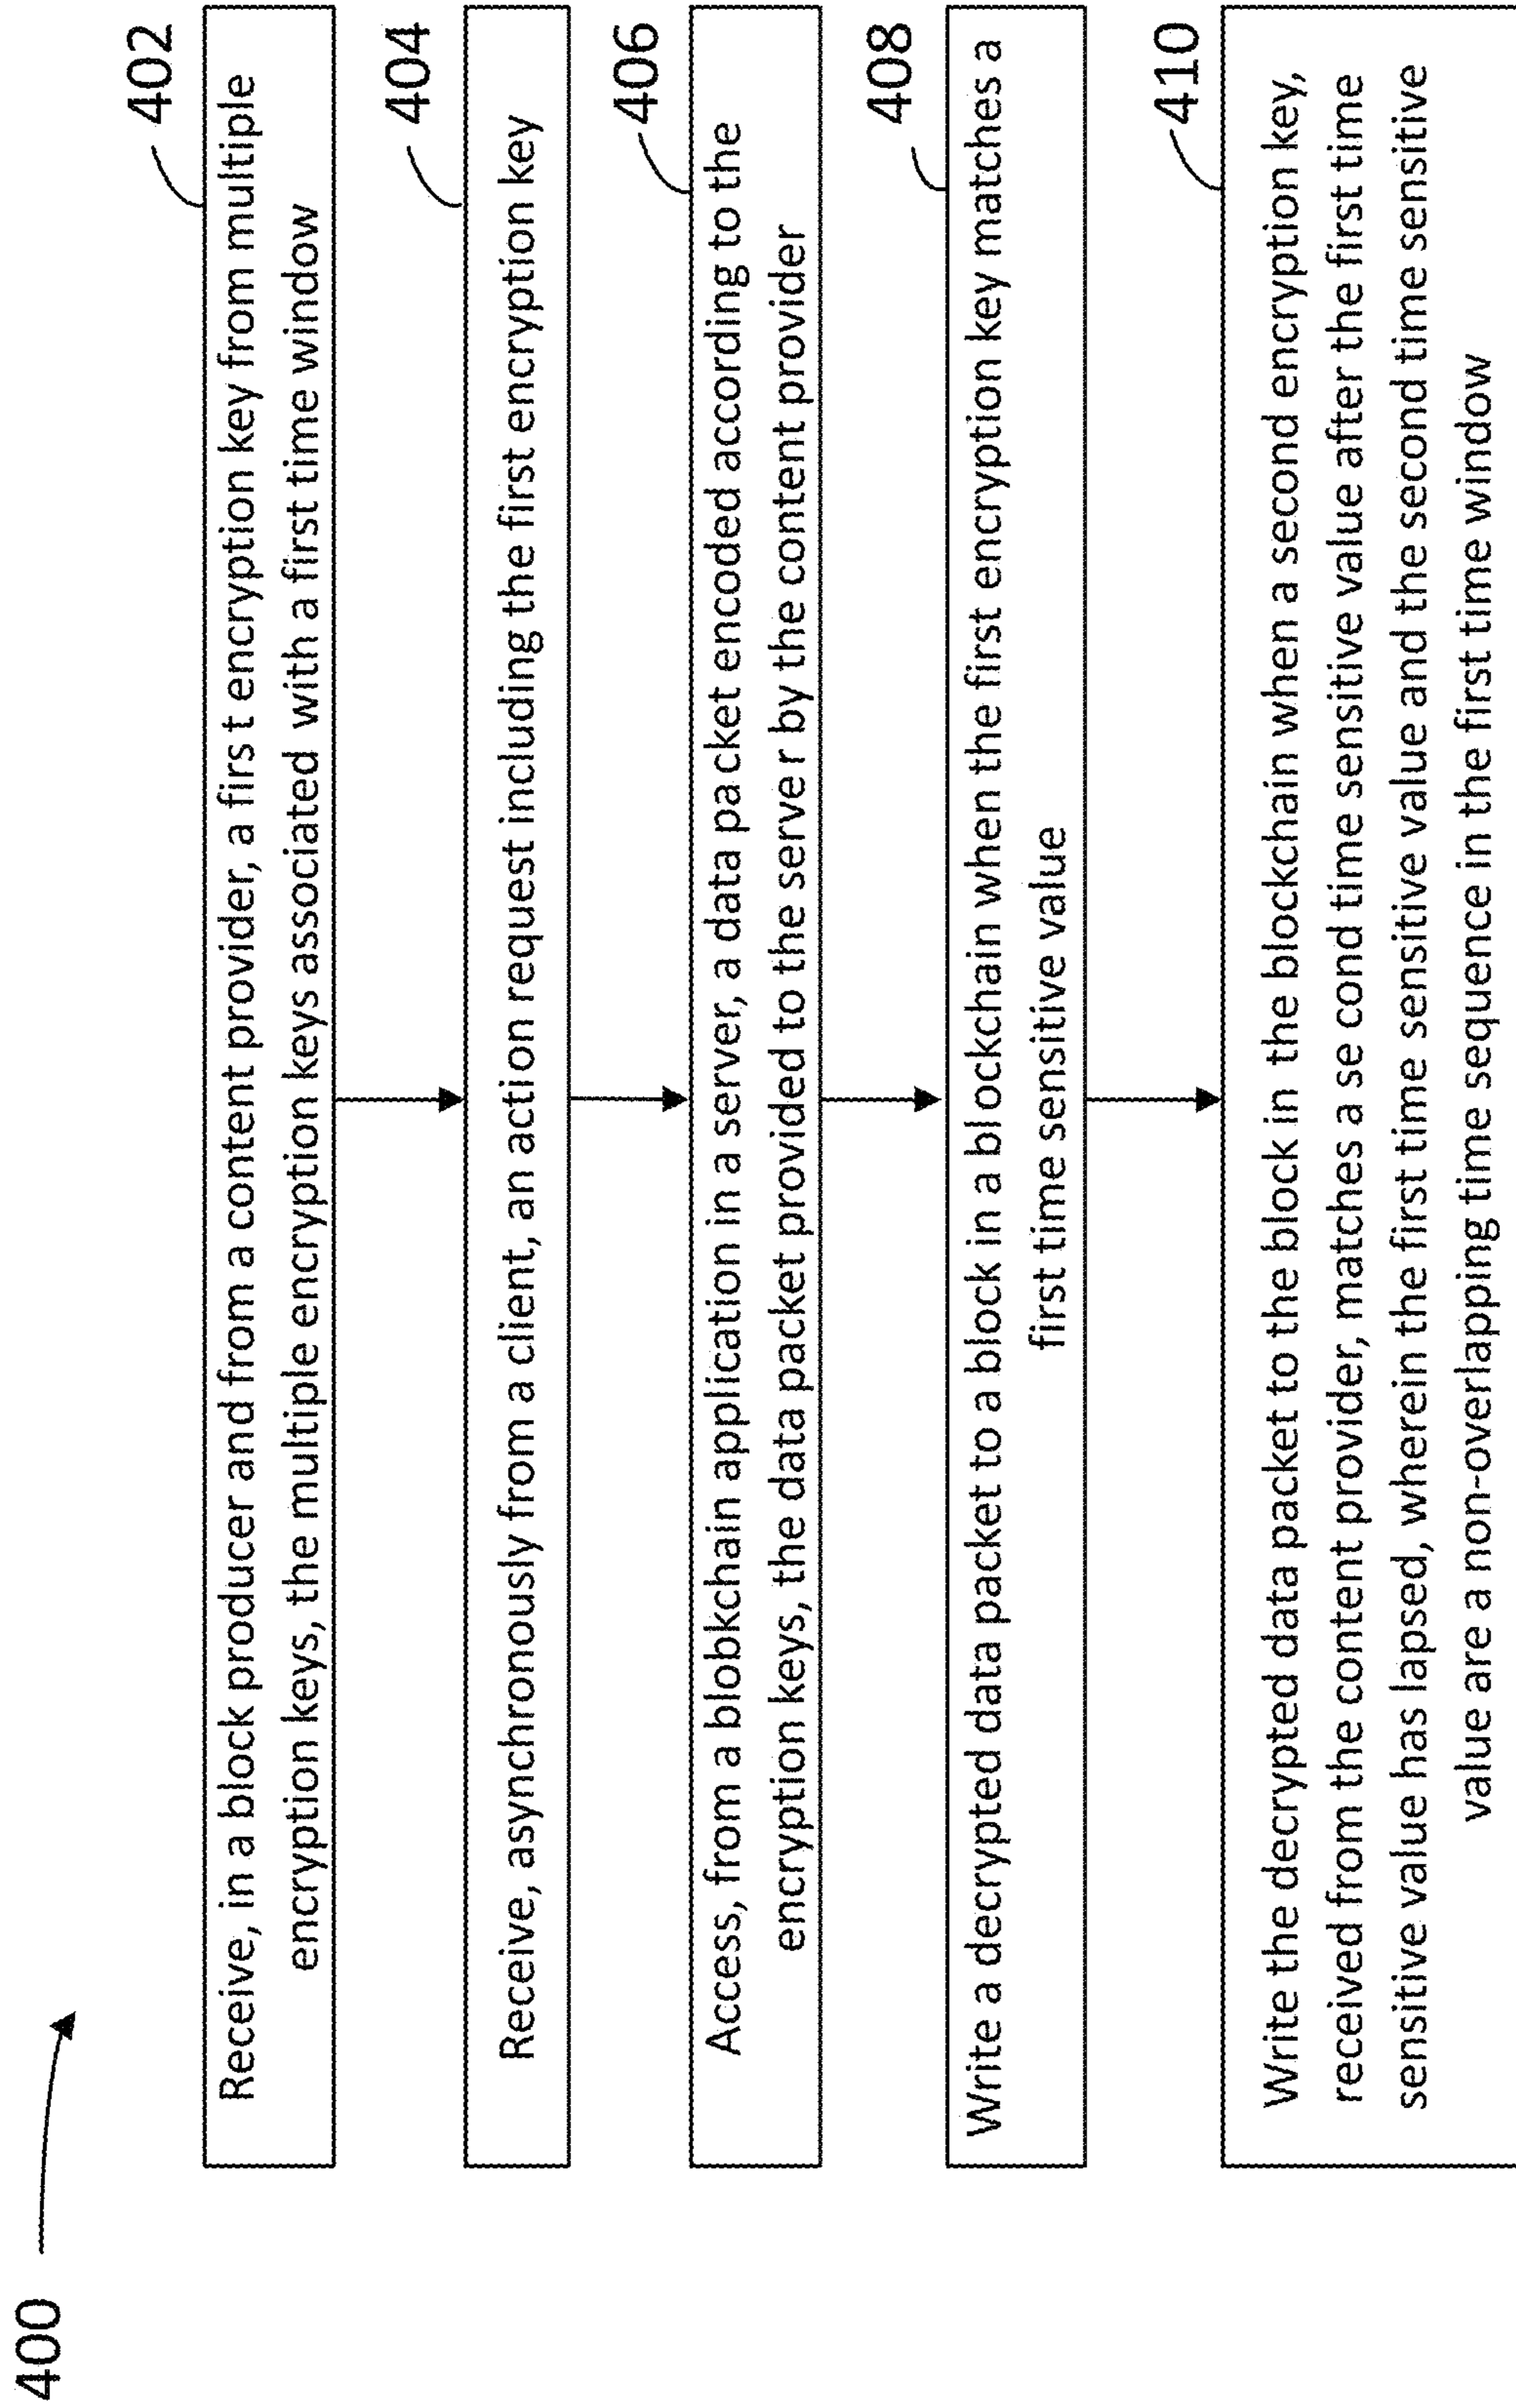 400
402
Receive, in a block producer and from a content provider, a first encryption key from multiple
encryption keys, the multiple encryption keys associated with a first time window
404
Receive, asynchronously from a client, an action request including the first encryption key
406
Access, from a blobkchain application in a server, a data packet encoded according to the
encryption keys, the data packet provided to the server by the content provider
408
Write a decrypted data packet to a block in a blockchain when the first encryption key matches a
first time sensitive value
410
Write the decrypted data packet to the block in the blockchain when a second encryption key,
received from the content provider, matches a se cond time sensitive value after the first time
sensitive value has lapsed, wherein the first time sensitive value and the second time sensitive
value are a non-overlapping time sequence in the first time window